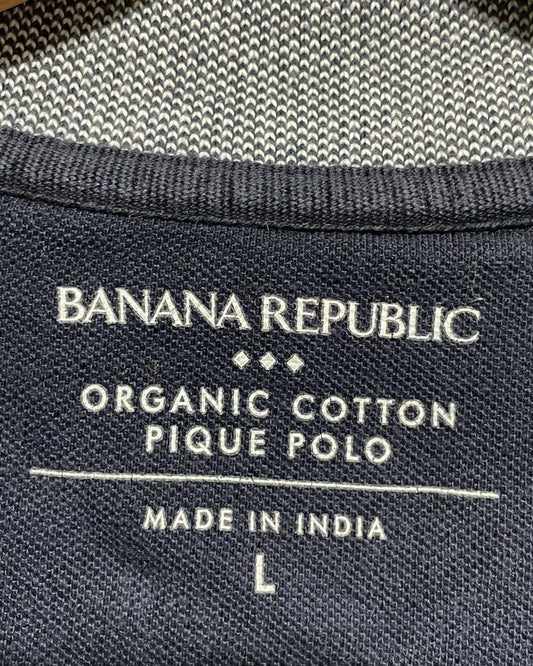 BANANA REPUBLIC
ORGANIC COTTON
PIQUE POLO
MADE IN INDIA
L